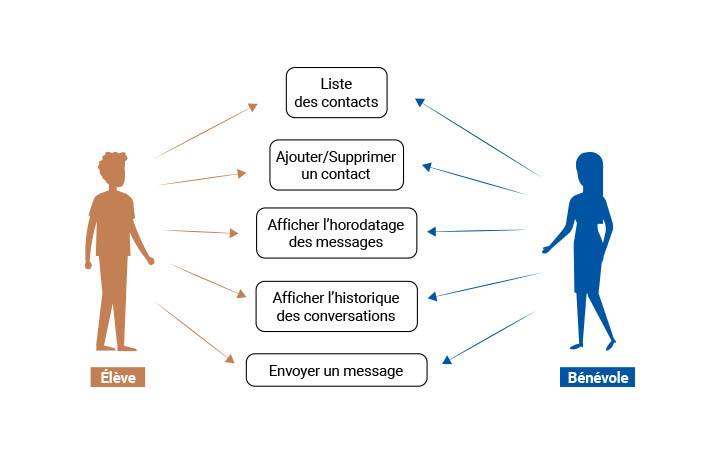 Liste
des contacts
Ajouter/Supprimer
un contact
Afficher l’horodatage
des messages
Afficher l’historique
des conversations
Envoyer un message
Élève
Bénévole